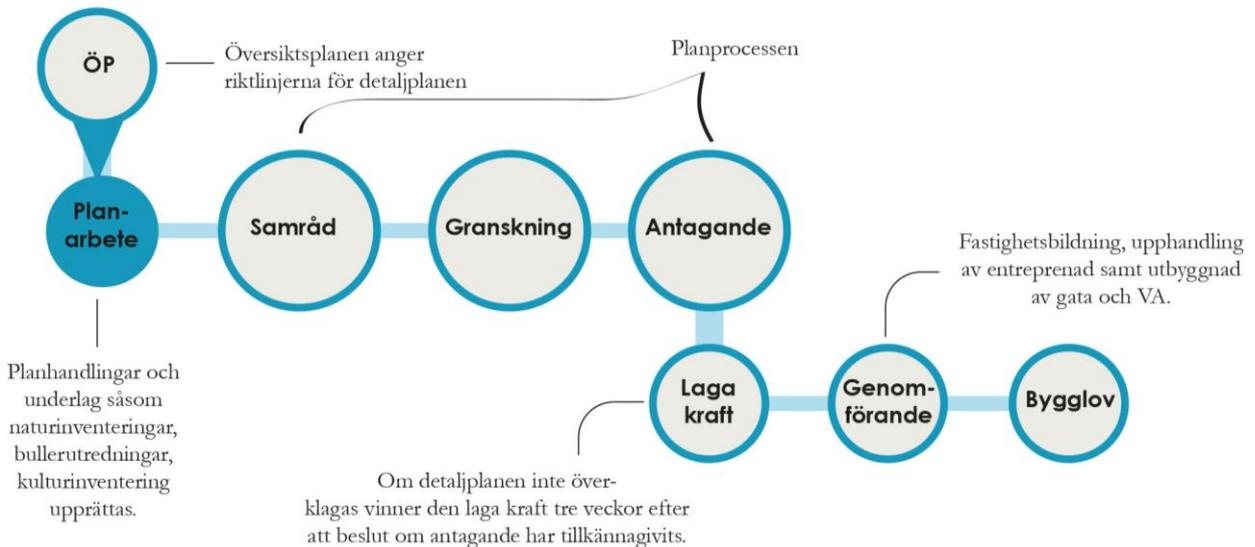 ÖP
Översiktsplanen anger
riktlinjerna för detaljplanen
Planprocessen
Plan-
arbete
Samråd
Granskning
Antagande
Planhandlingar och
underlag såsom
naturinventeringar,
bullerutredningar,
kulturinventering
upprättas.
Fastighetsbildning, upphandling
av entreprenad samt utbyggnad
av gata och VA.
Laga
kraft
Genom-
förande
Bygglov
Om detaljplanen inte över-
klagas vinner den laga kraft tre veckor efter
att beslut om antagande har tillkännagivits.